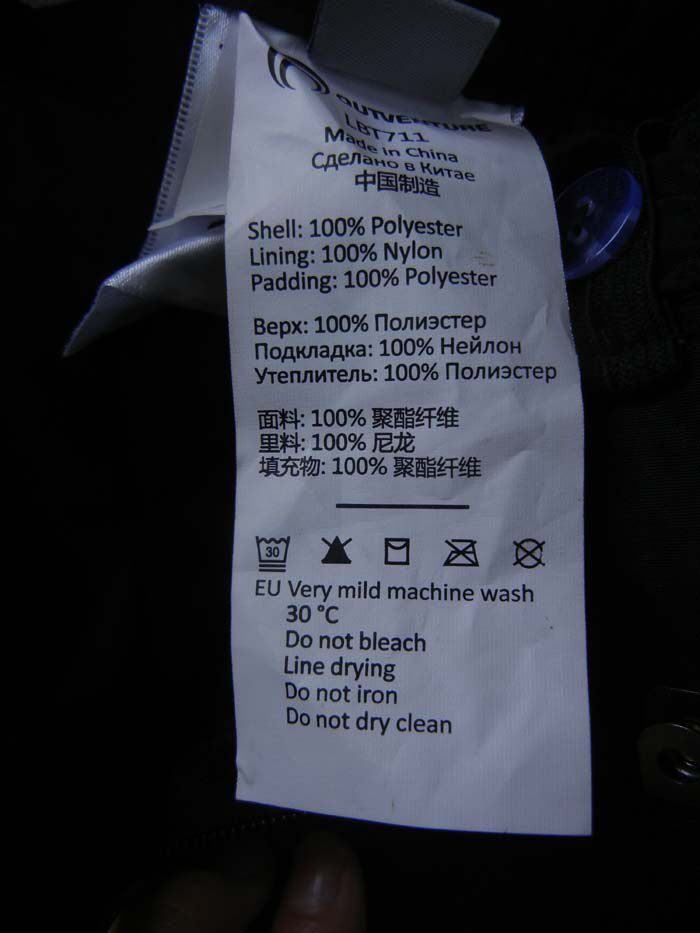 OUTVENTURE
LBT711
Made in China
Сделано в Китае
中国制造
Shell: 100% Polyester
Lining: 100% Nylon
Padding: 100% Polyester
Верх: 100% Полиэстер
Подкладка: 100% Нейлон
Утеплитель: 100% Полиэстер
面料: 100% 聚酯纤维
里料: 100% 尼龙
填充物: 100% 聚酯纤维
30
EU Very mild machine wash
30 °C
Do not bleach
Line drying
Do not iron
Do not dry clean